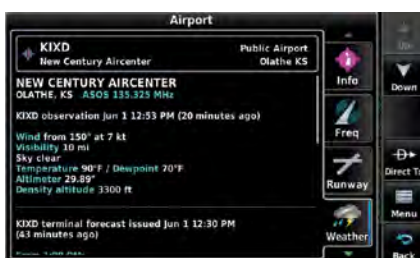 Airport
KIXD
Public Airport
New Century Aircenter
Olathe KS
NEW CENTURY AIRCENTER
OLATHE, KS ASOS 135.325 MHz
KIXD observation Jun 1 12:53 PM (20 minutes ago)
Wind from 150° at 7 kt
Visibility 10 mi
Sky clear
Temperature 90°F / Dewpoint 70°F
Altimeter 29.89"
Density altitude 3300 ft
KIXD terminal forecast issued Jun 1 12:30 PM
(43 minutes ago)
Info
Freq
Runway
Weather
Up
Down
Direct To
Menu
Back